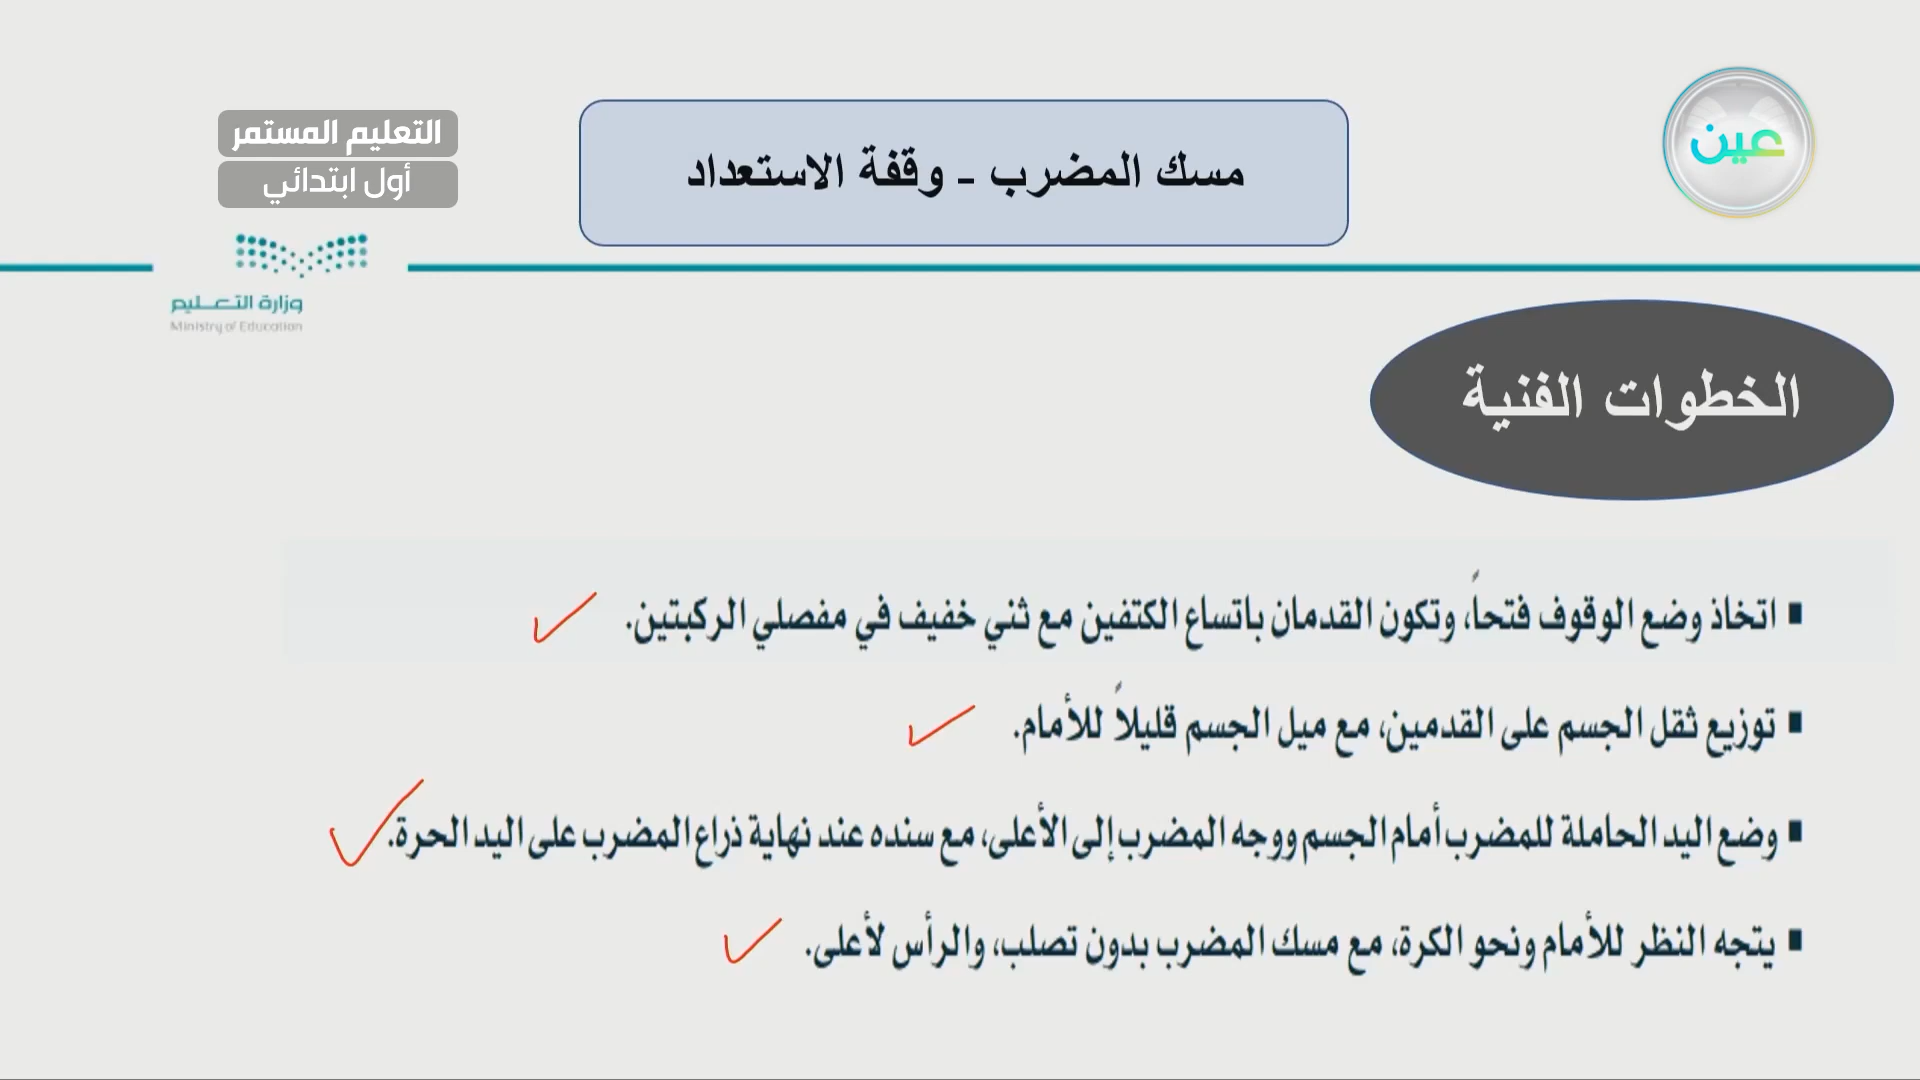 عين
مسك المضرب - وقفة الاستعداد
التعليم المستمر
أول ابتدائي
وزارة التعـليم
Ministry of Education
الخطوات الفنية
▪ اتخاذ وضع الوقوف فتحاً، وتكون القدمان باتساع الكتفين مع ثني خفيف في مفصلي الركبتين.
▪ توزيع ثقل الجسم على القدمين، مع ميل الجسم قليلاً للأمام.
▪ وضع اليد الحاملة للمضرب أمام الجسم ووجه المضرب إلى الأعلى، مع سنده عند نهاية ذراع المضرب على اليد الحرة.
▪ يتجه النظر للأمام ونحو الكرة، مع مسك المضرب بدون تصلب، والرأس لأعلى.